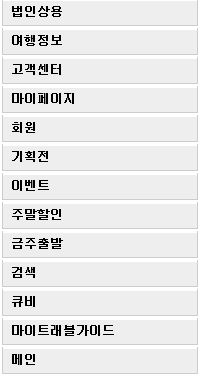 법인상용
여행정보
고객센터
마이페이지
회원
기획전
이벤트
주말할인
금주출발
검색
큐비
마이트래블가이드
메인